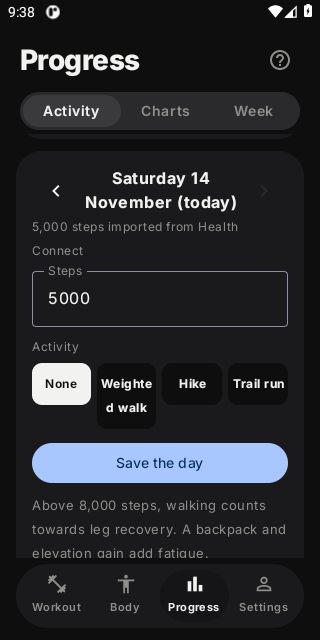 9:38
Progress
Activity
Charts
Week
Saturday 14
November (today)
5,000 steps imported from Health
Connect
Steps
5000
Activity
None
Weighte
d walk
Hike
Trail run
Save the day
Above 8,000 steps, walking counts
towards leg recovery. A backpack and
elevation gain add fatigue.
Workout
Body
Progress
Settings